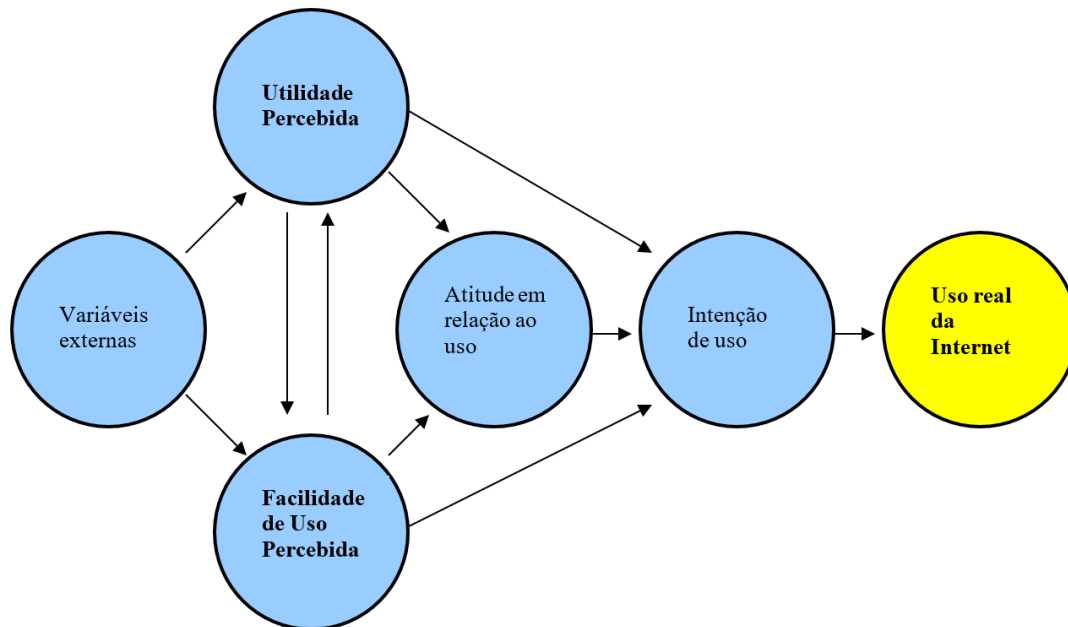 Utilidade
Percebida
Variáveis
externas
Atitude em
relação ao
uso
Intenção
de uso
Uso real
da
Internet
Facilidade
de Uso
Percebida